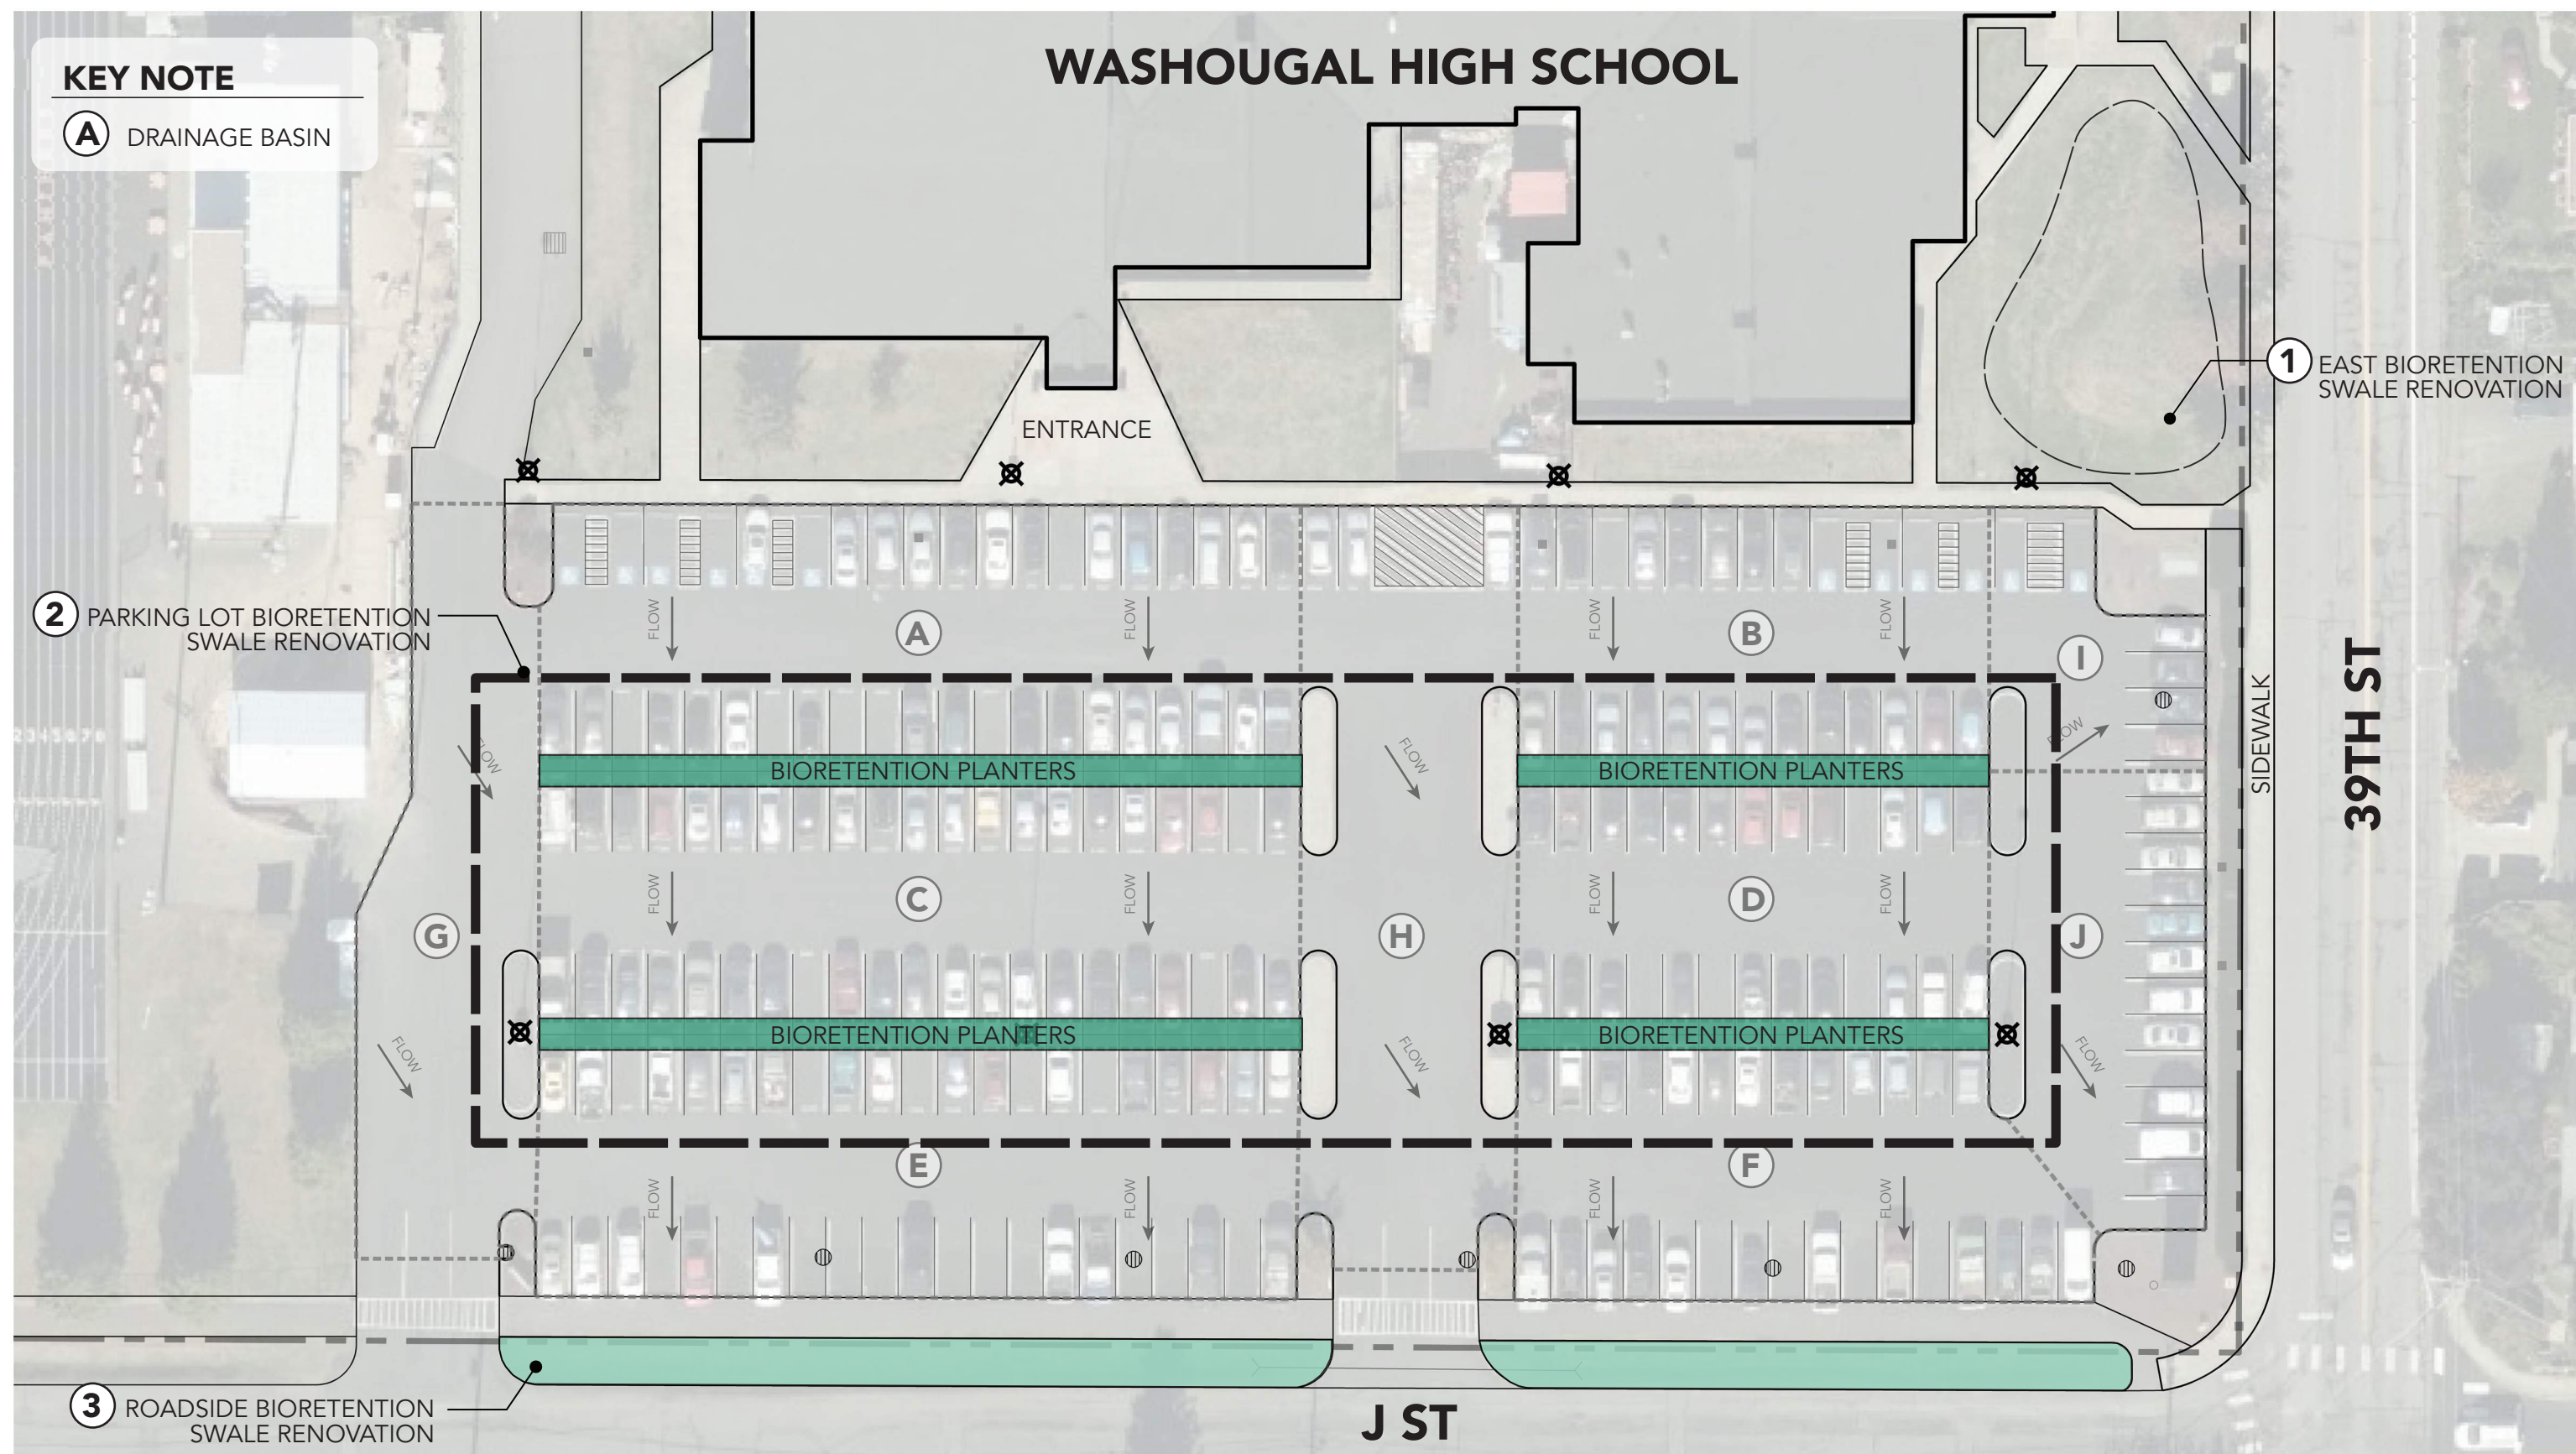 WASHOUGAL HIGH SCHOOL
KEY NOTE
A DRAINAGE BASIN
1 EAST BIORETENTION
SWALE RENOVATION
ENTRANCE
2 PARKING LOT BIORETENTION
SWALE RENOVATION
FLOW
FLOW
FLOW
FLOW
A
B
I
SIDEWALK
39TH ST
FLOW
FLOW
FLOW
BIORETENTION PLANTERS
BIORETENTION PLANTERS
FLOW
FLOW
FLOW
FLOW
C
D
G
H
J
BIORETENTION PLANTERS
BIORETENTION PLANTERS
FLOW
FLOW
FLOW
E
F
FLOW
FLOW
FLOW
FLOW
3 ROADSIDE BIORETENTION
SWALE RENOVATION
J ST